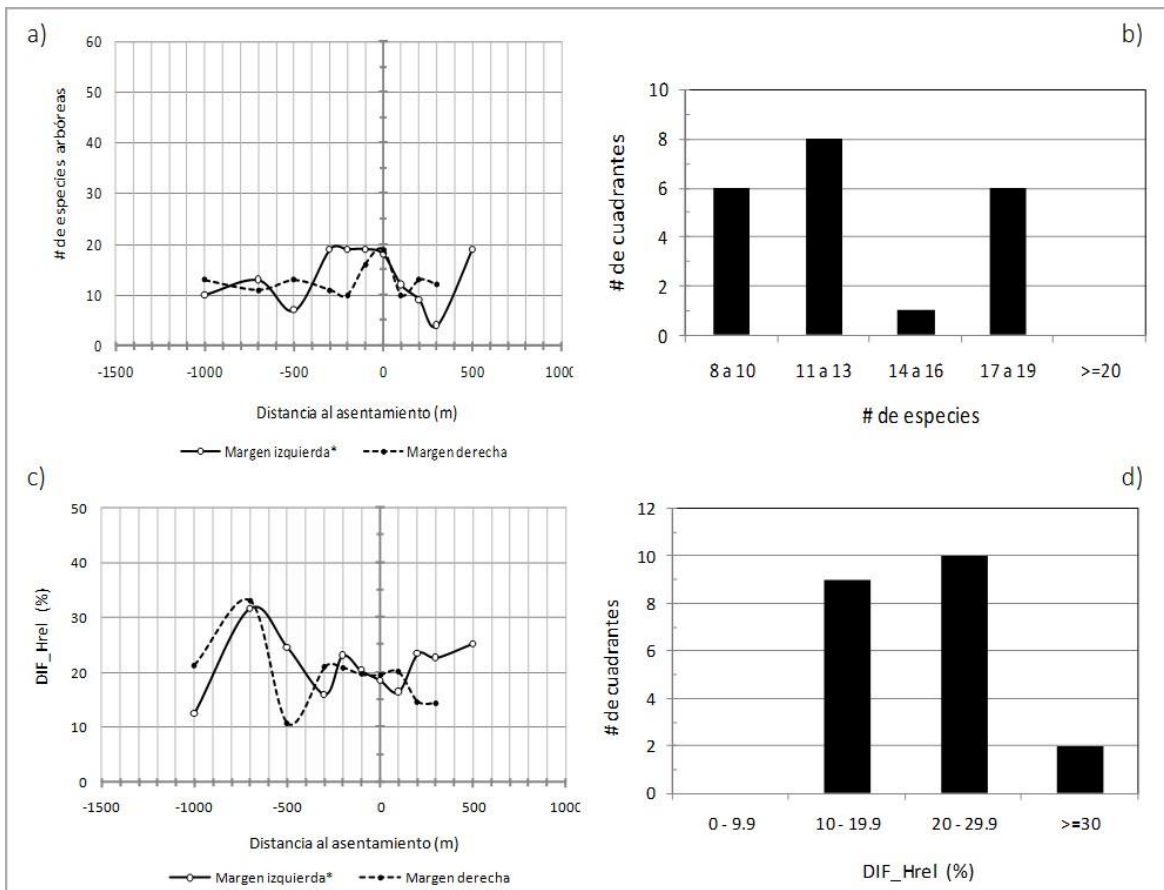 a)
# de especies arbóreas
60
50
40
30
20
10
0
-1500 -1000 -500 0 500 1000
Distancia al asentamiento (m)
Margen izquierda* Margen derecha
b)
# de cuadrantes
10
8
6
4
2
0
8 a 10 11 a 13 14 a 16 17 a 19 >=20
# de especies
c)
DIF_Hrel (%)
50
40
30
20
10
0
-1500 -1000 -500 0 500 1000
Distancia al asentamiento (m)
Margen izquierda* Margen derecha
d)
# de cuadrantes
12
10
8
6
4
2
0
0 - 9.9 10 - 19.9 20 - 29.9 >=30
DIF_Hrel (%)